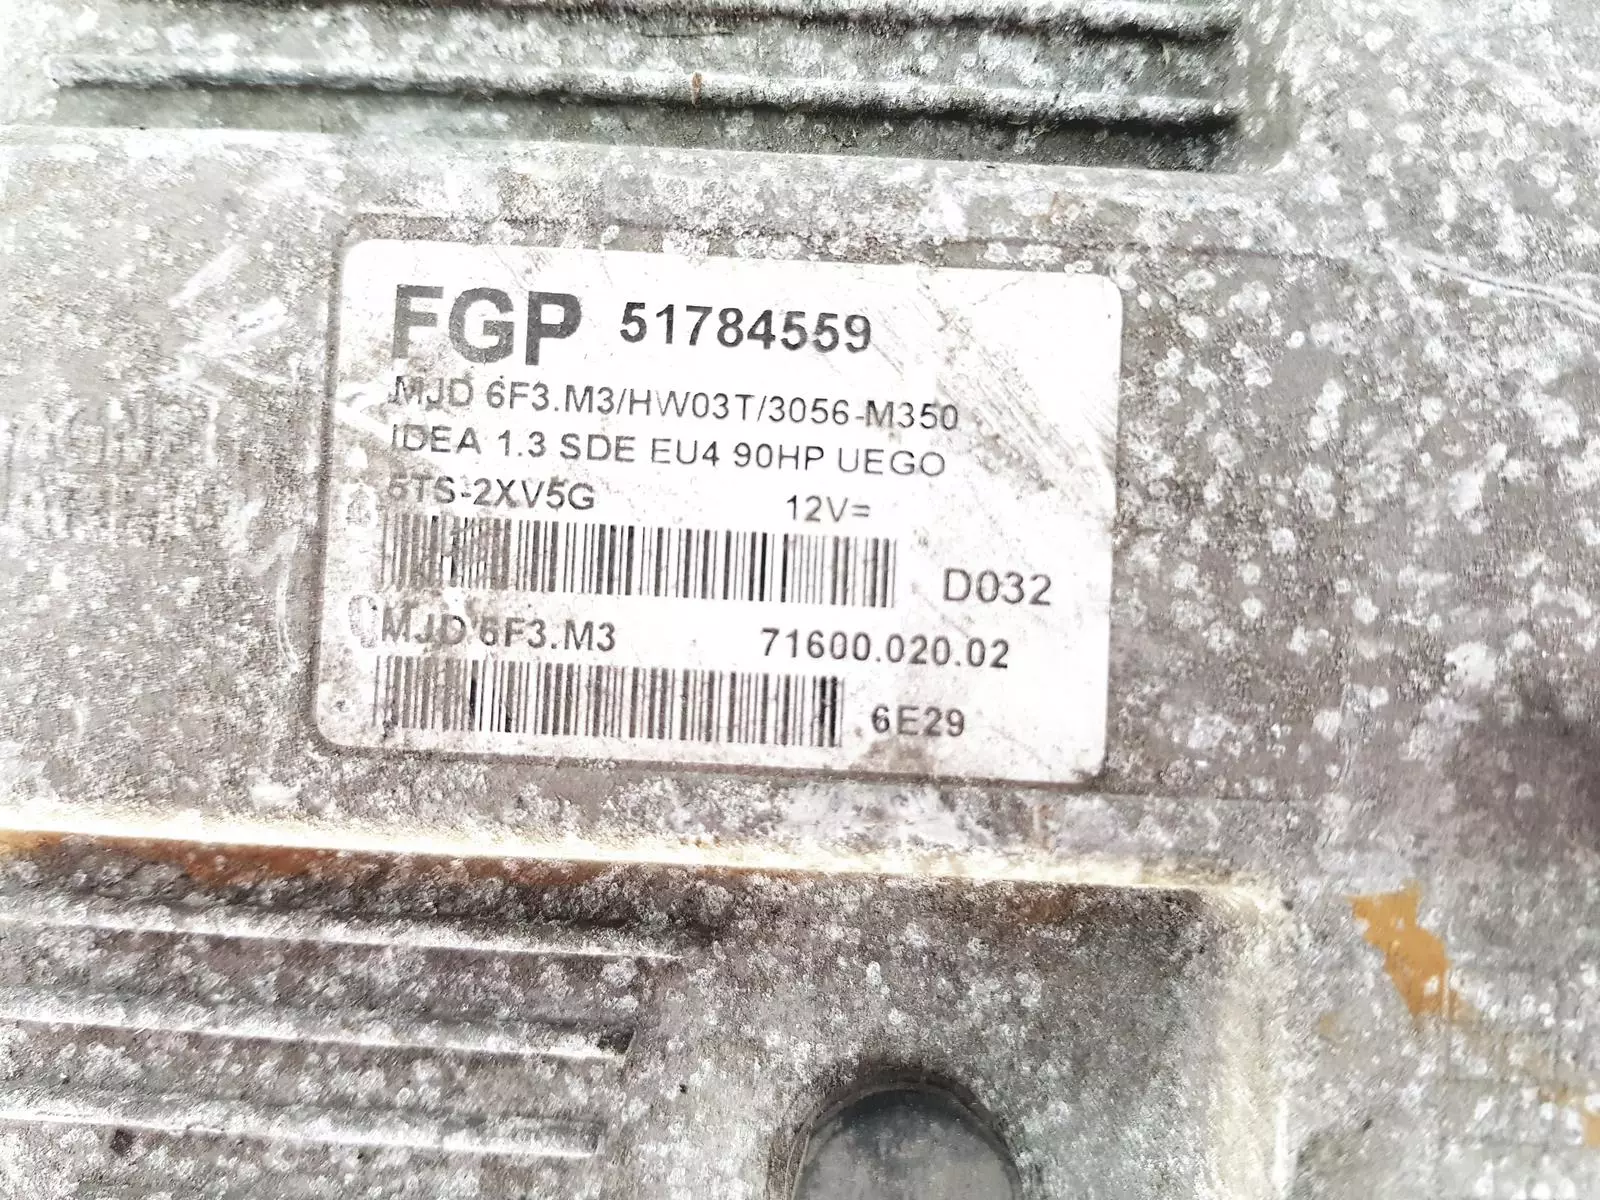 FGP 51784559
MJD 6F3.M3/HW03T/3056-M350
IDEA 1.3 SDE EU4 90HP UEGO
6TS-2XV5G 12V=
D032
MJD 6F3.M3 71600.020.02
6E29